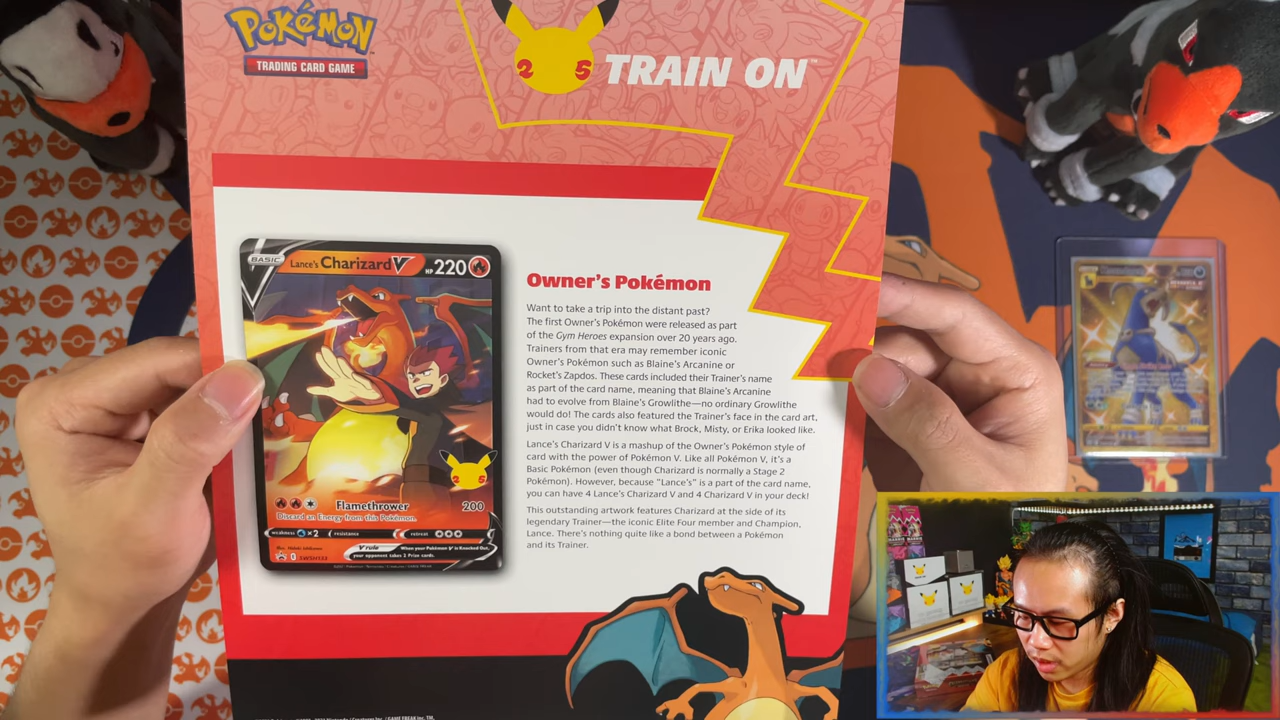 Pokémon
TRADING CARD GAME
25
TRAIN ON™
BASIC
Lance's Charizard V
HP 220
Owner's Pokémon
Want to take a trip into the distant past?
The first Owner's Pokémon were released as part
of the Gym Heroes expansion over 20 years ago.
Trainers from that era may remember iconic
Owner's Pokémon such as Blaine's Arcanine or
Rocket's Zapdos. These cards included their Trainer's name
as part of the card name, meaning that Blaine's Arcanine
had to evolve from Blaine's Growlithe—no ordinary Growlithe
would do! The cards also featured the Trainer's face in the card art,
just in case you didn't know what Brock, Misty, or Erika looked like.
Lance's Charizard V is a mashup of the Owner's Pokémon style of
card with the power of Pokémon V. Like all Pokémon V, it's a
Basic Pokémon (even though Charizard is normally a Stage 2
Pokémon). However, because "Lance's" is a part of the card name,
you can have 4 Lance's Charizard V and 4 Charizard V in your deck!
This outstanding artwork features Charizard at the side of its
legendary Trainer—the iconic Elite Four member and Champion,
Lance. There's nothing quite like a bond between a Pokémon
and its Trainer.
25
Flamethrower 200
Discard an Energy from this Pokémon.
weakness ×2 resistance retreat
V rule When your Pokémon V is Knocked Out,
your opponent takes 2 Prize cards.